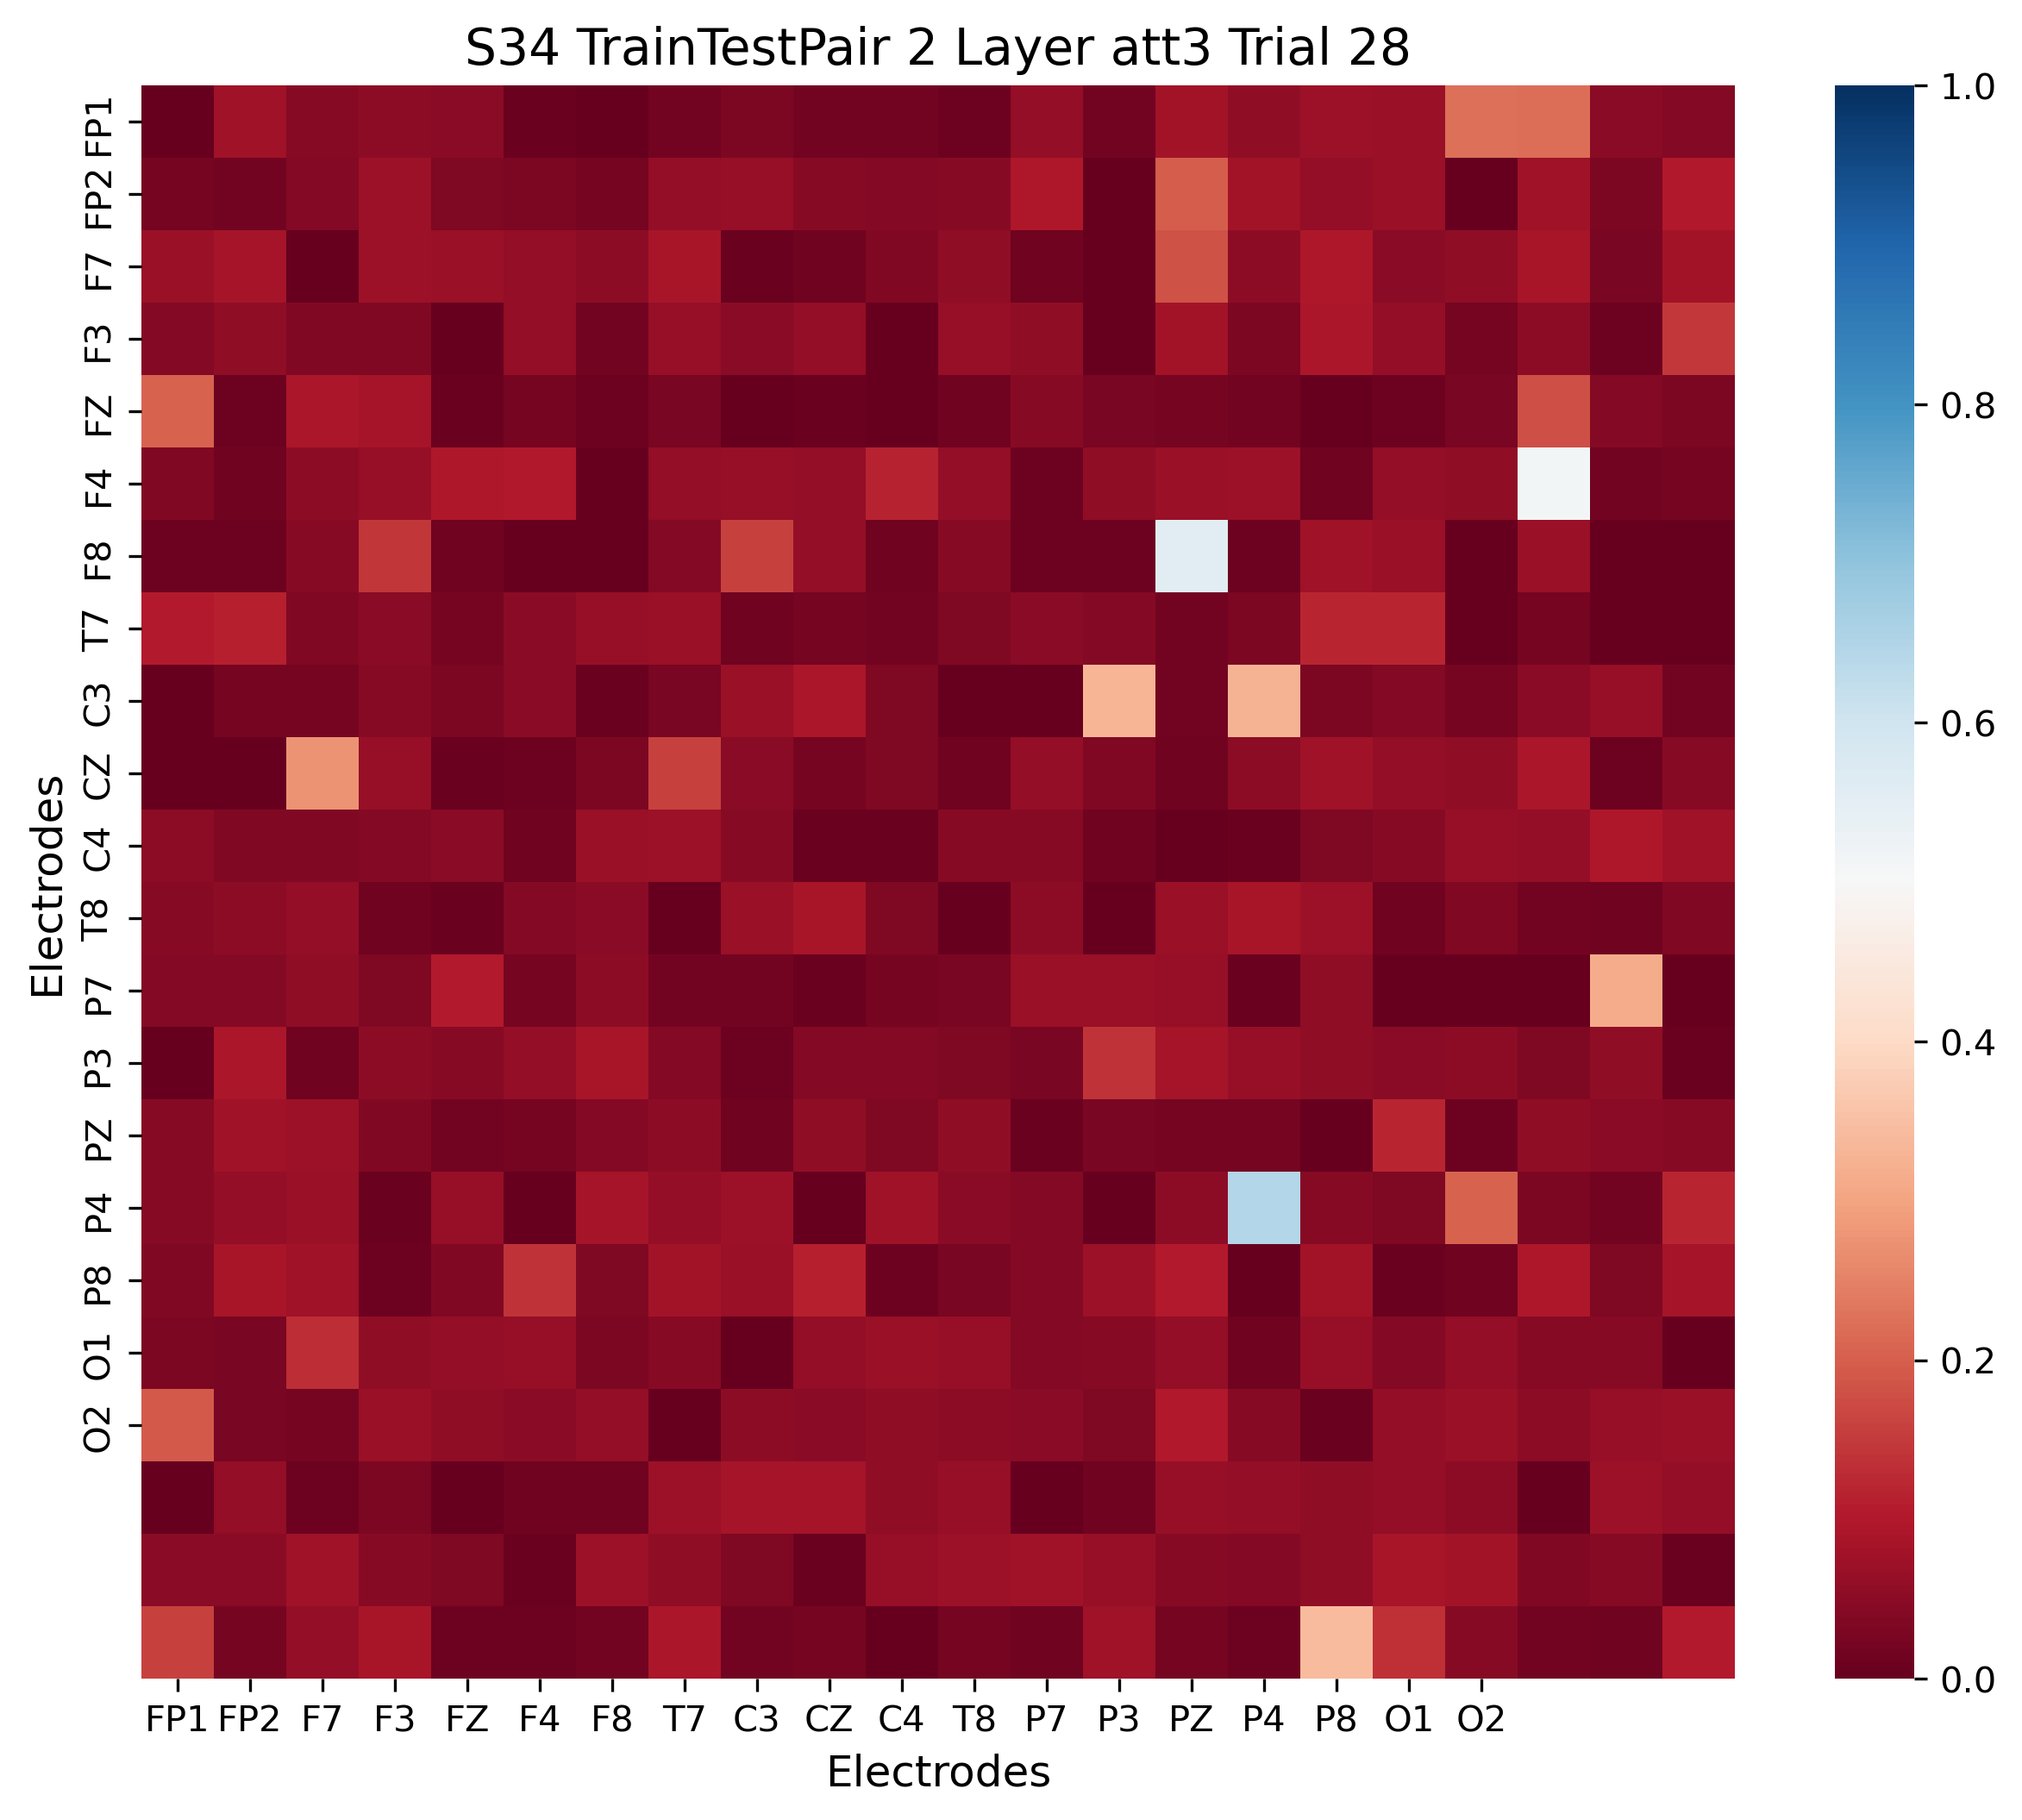 S34 TrainTestPair 2 Layer att3 Trial 28
Electrodes
FP1
FP2
F7
F3
FZ
F4
F8
T7
C3
CZ
C4
T8
P7
P3
PZ
P4
P8
O1
O2
FP1 FP2 F7 F3 FZ F4 F8 T7 C3 CZ C4 T8 P7 P3 PZ P4 P8 O1 O2
Electrodes
1.0
0.8
0.6
0.4
0.2
0.0